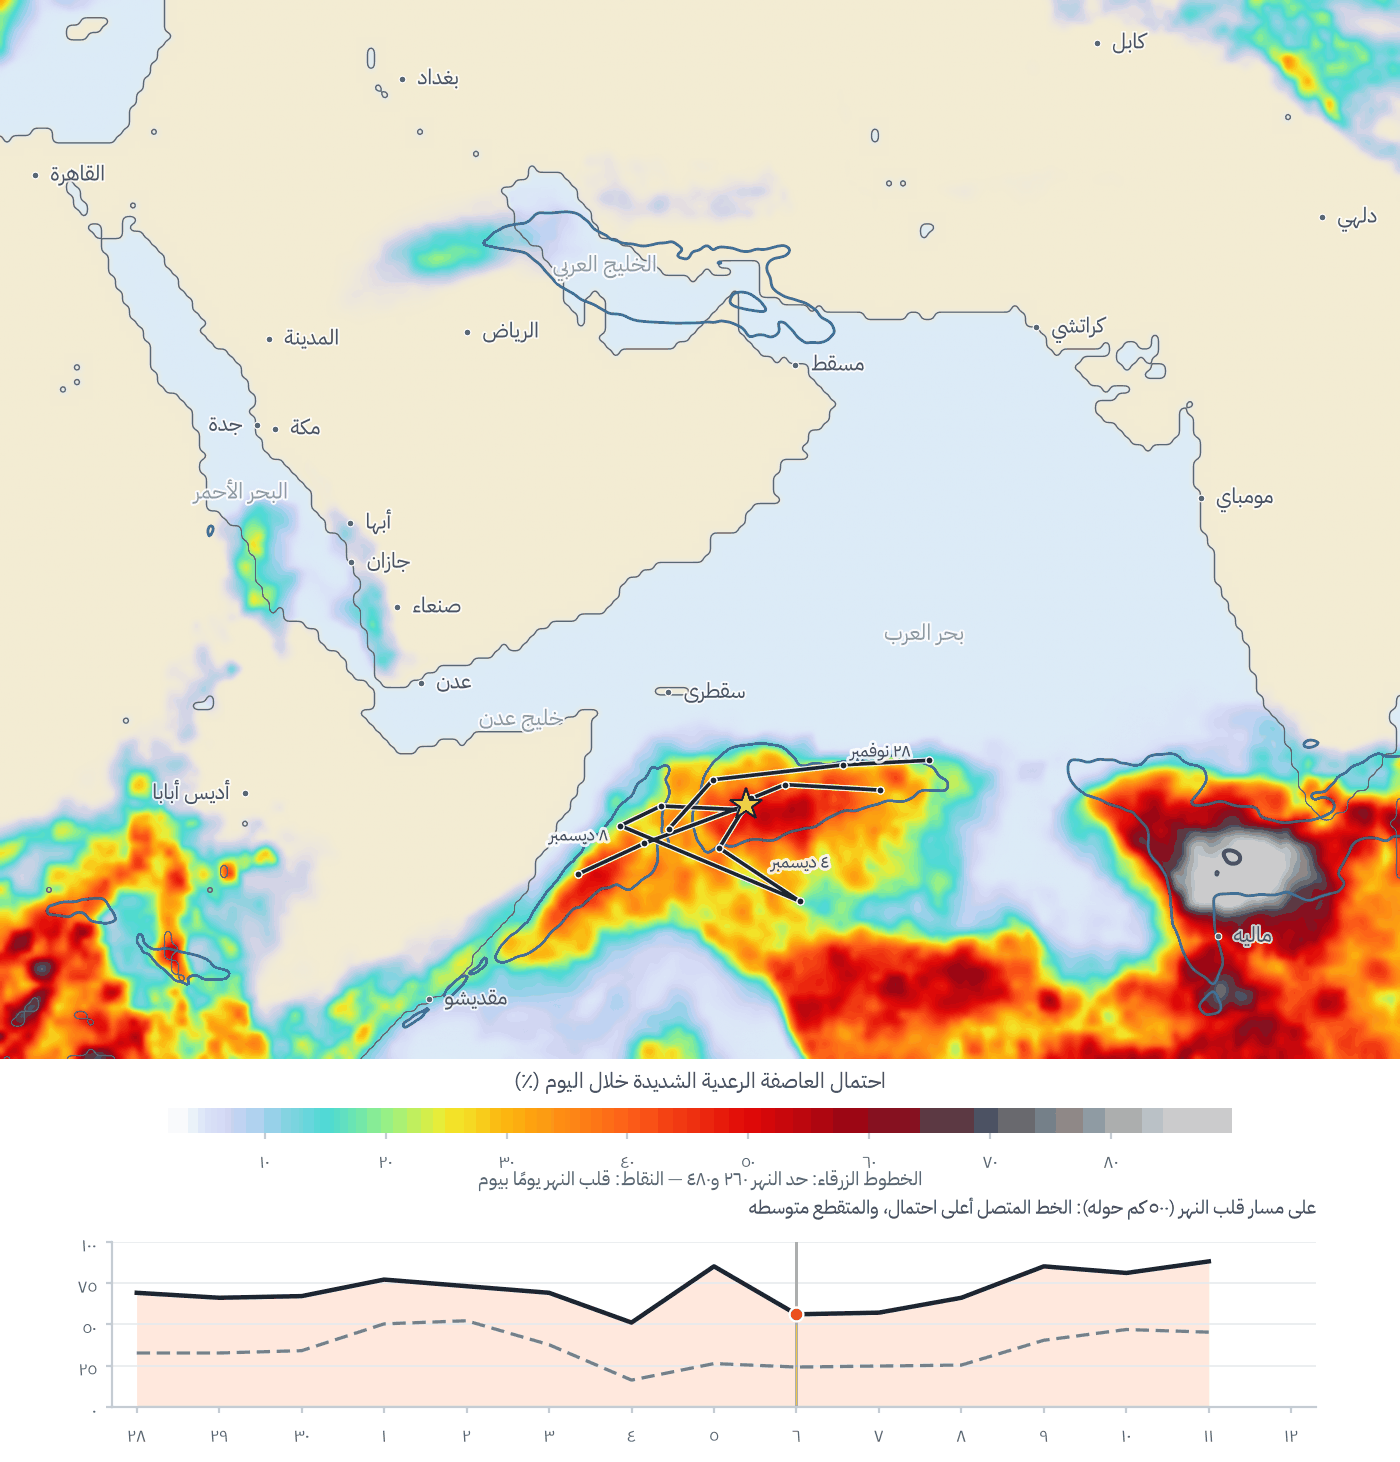 كابل
بغداد
القاهرة
دلهي
الخليج العربي
المدينة
الرياض
كراتشي
مسقط
جدة
مكة
البحر الأحمر
مومباي
أبها
جازان
صنعاء
بحر العرب
عدن
سقطرى
خليج عدن
٢٨ نوفمبر
أديس أبابا
٨ ديسمبر
٤ ديسمبر
ماليه
مقديشو
احتمال العاصفة الرعدية الشديدة خلال اليوم (٪)
١٠ ٢٠ ٣٠ ٤٠ ٥٠ ٦٠ ٧٠ ٨٠
الخطوط الزرقاء: حد النهر ٢٦٠ و٤٨٠ — النقاط: قلب النهر يومًا بيوم
على مسار قلب النهر (٥٠٠ كم حوله): الخط المتصل أعلى احتمال، والمتقطع متوسطه
١٠٠
٧٥
٥٠
٢٥
٠
٢٨ ٢٩ ٣٠ ١ ٢ ٣ ٤ ٥ ٦ ٧ ٨ ٩ ١٠ ١١ ١٢